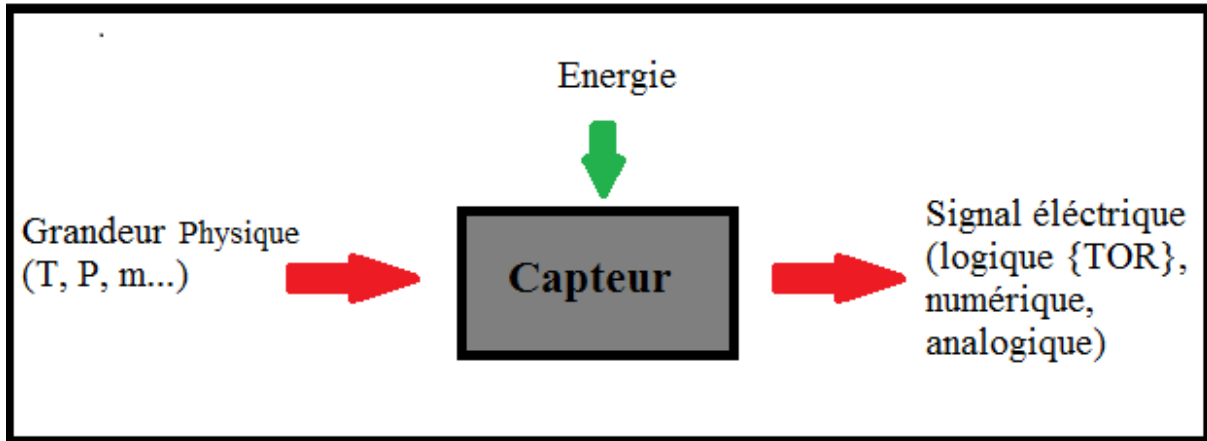 Energie
Grandeur Physique
(T, P, m...)
Capteur
Signal éléctrique
(logique {TOR},
numérique,
analogique)